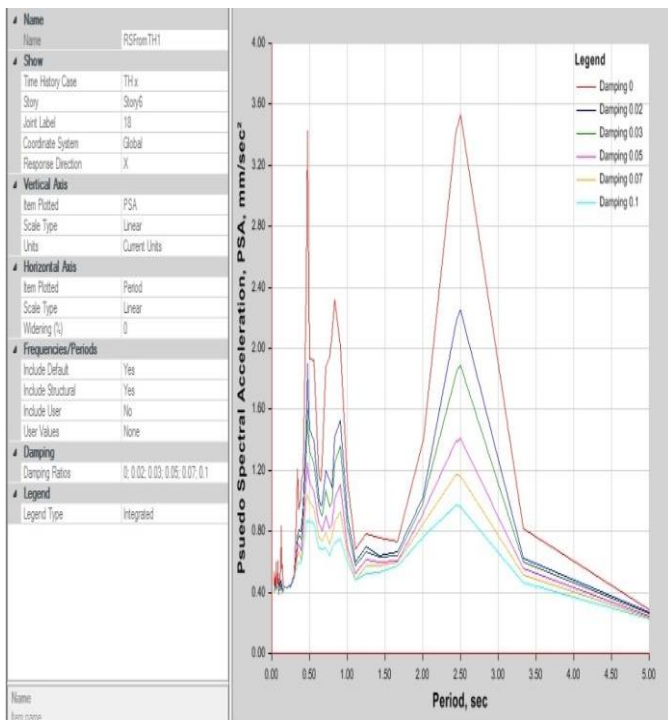 Name
Name RSFromTH1
Show
Time History Case TH x
Story Story6
Joint Label 18
Coordinate System Global
Response Direction X
Vertical Axis
Item Plotted PSA
Scale Type Linear
Units Current Units
Horizontal Axis
Item Plotted Period
Scale Type Linear
Widening (%) 0
Frequencies/Periods
Include Default Yes
Include Structural Yes
Include User No
User Values None
Damping
Damping Ratios 0; 0.02; 0.03; 0.05; 0.07; 0.1
Legend
Legend Type Integrated
Name
Item name
Psuedo Spectral Acceleration, PSA, mm/sec²
4.00
3.60
3.20
2.80
2.40
2.00
1.60
1.20
0.80
0.40
0.00
Legend
Damping 0
Damping 0.02
Damping 0.03
Damping 0.05
Damping 0.07
Damping 0.1
0.00 0.50 1.00 1.50 2.00 2.50 3.00 3.50 4.00 4.50 5.00
Period, sec